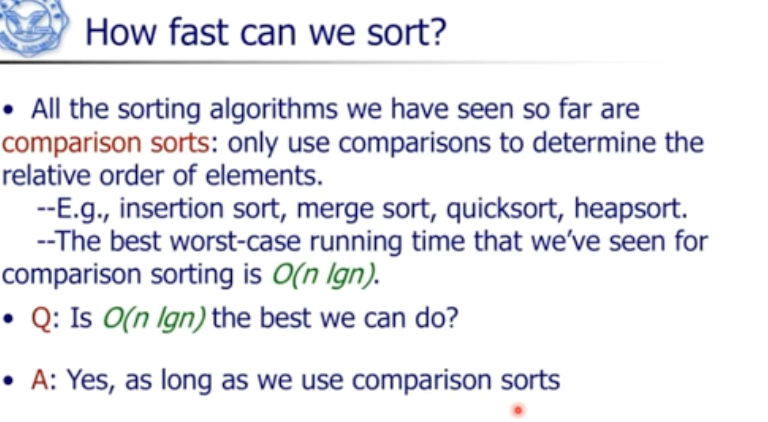 How fast can we sort?
• All the sorting algorithms we have seen so far are
comparison sorts: only use comparisons to determine the
relative order of elements.
--E.g., insertion sort, merge sort, quicksort, heapsort.
--The best worst-case running time that we've seen for
comparison sorting is O(n lgn).
• Q: Is O(n lgn) the best we can do?
• A: Yes, as long as we use comparison sorts